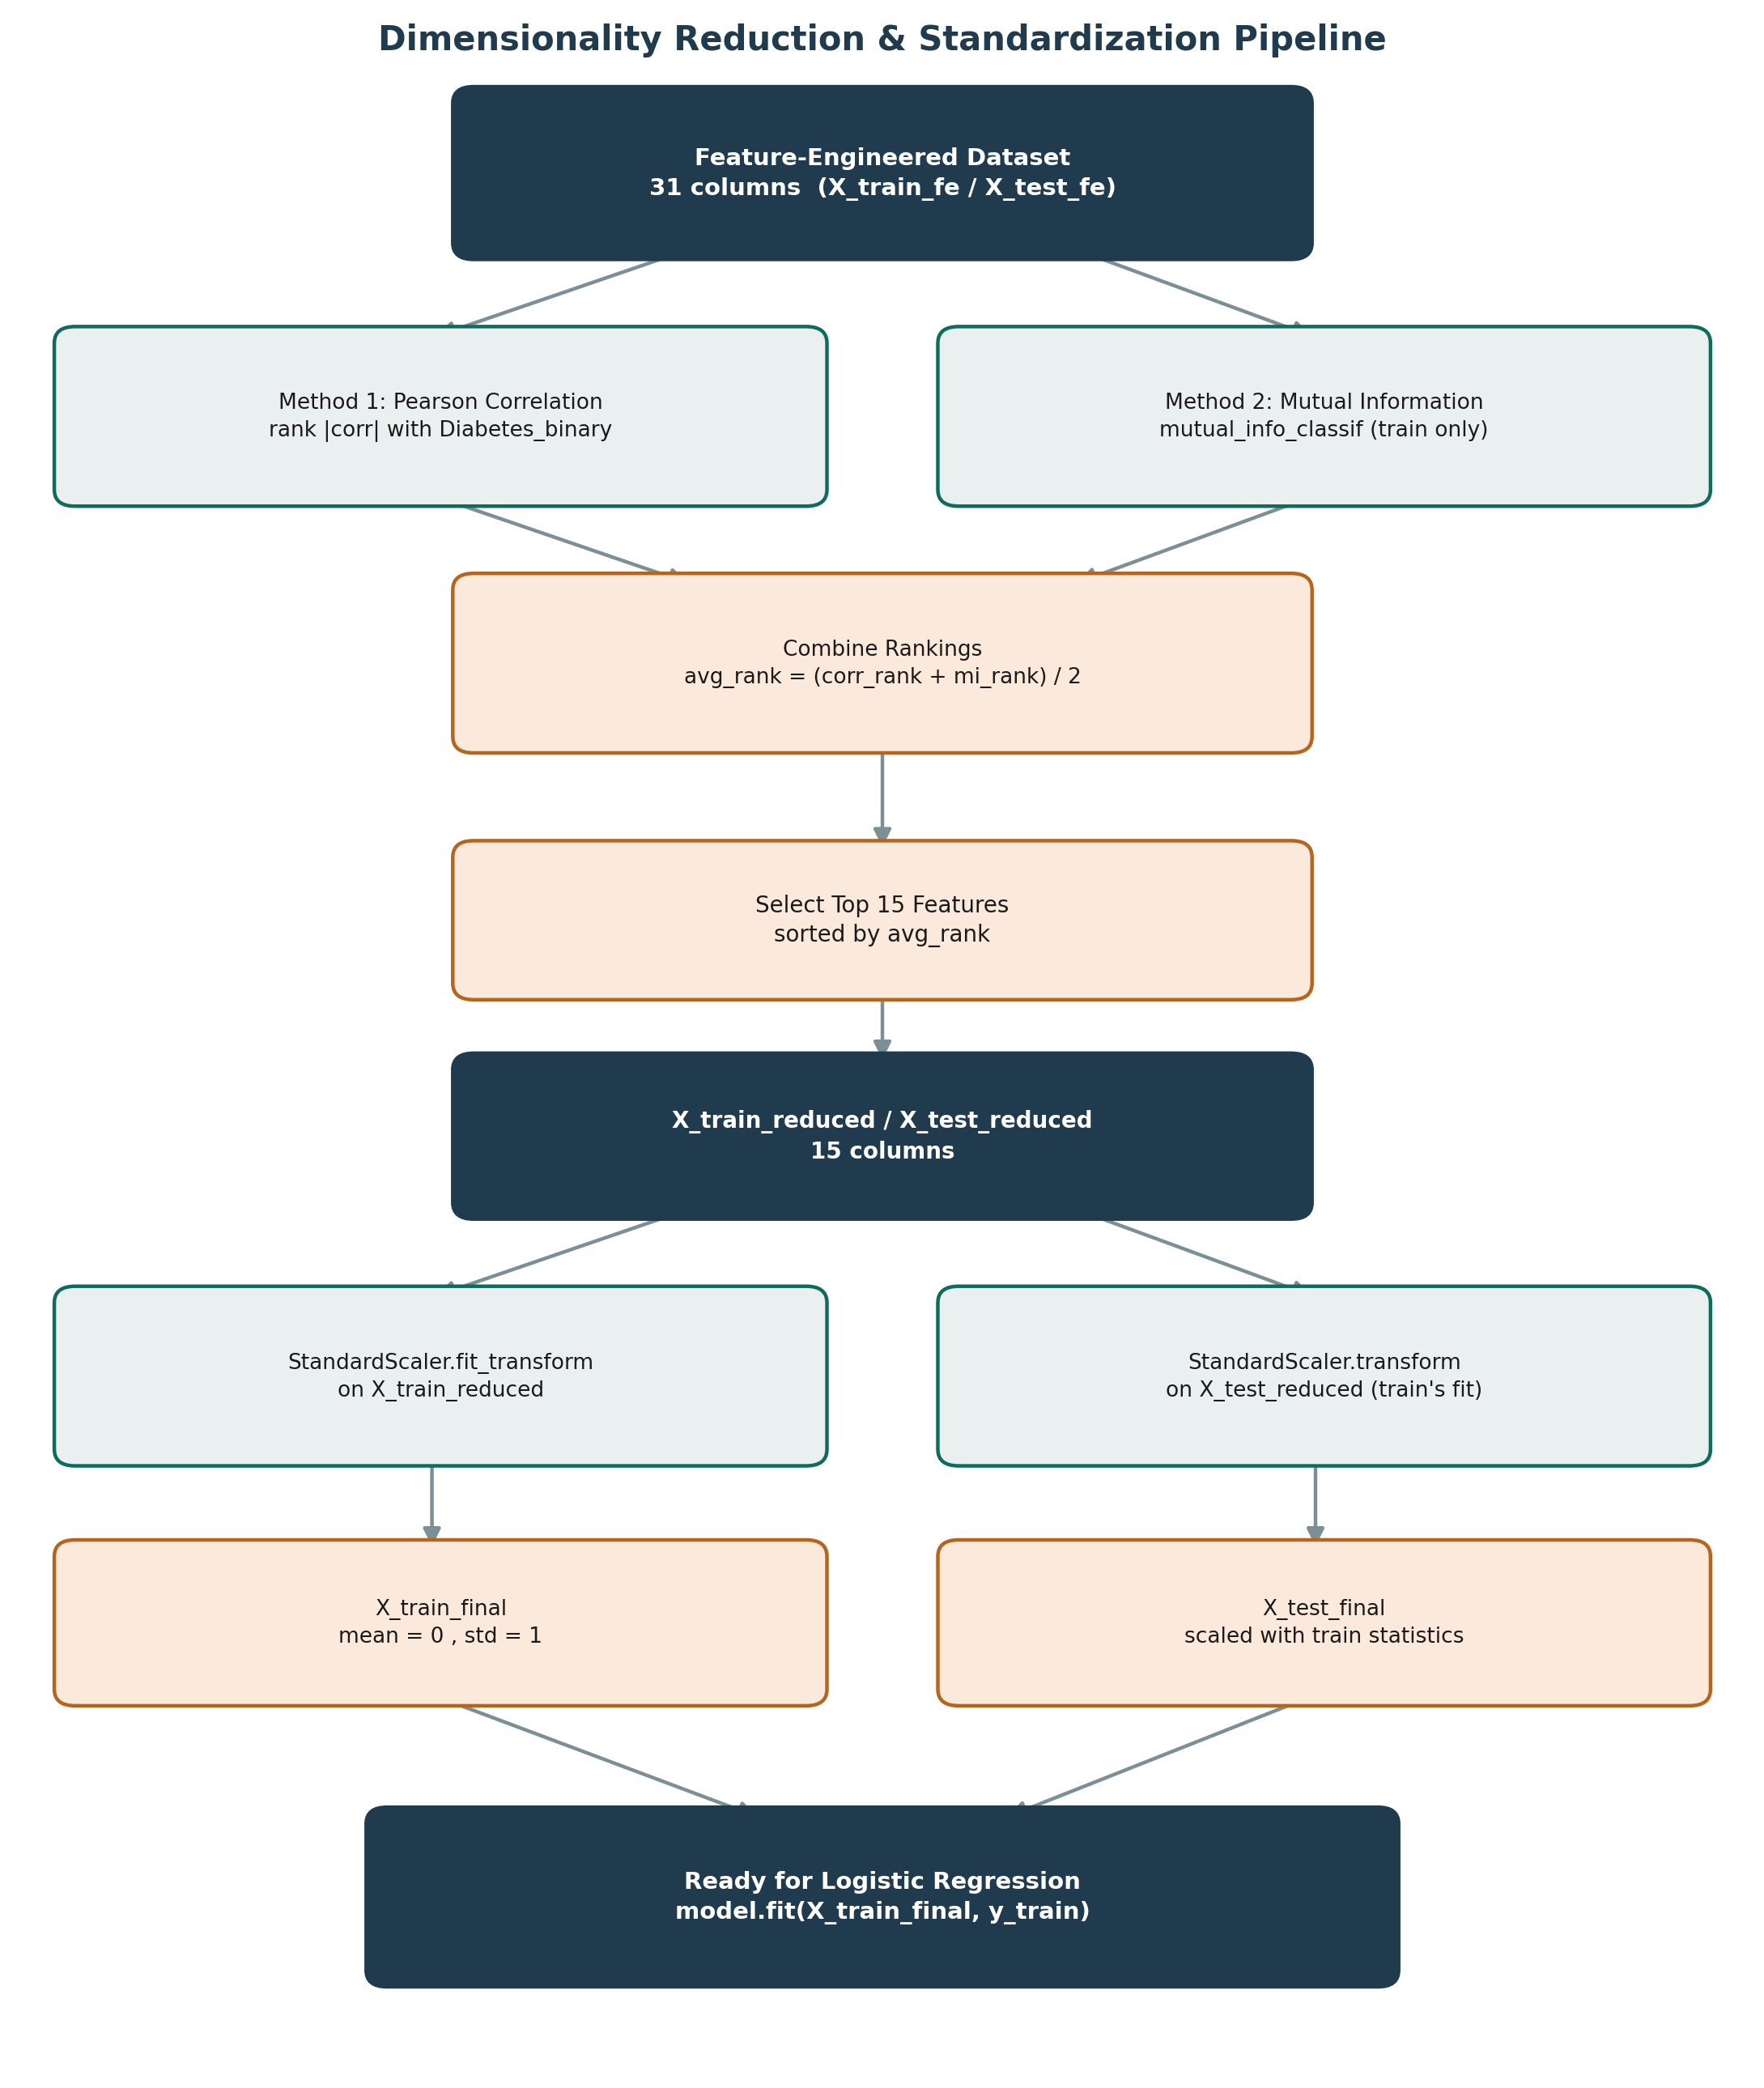 Dimensionality Reduction & Standardization Pipeline
Feature-Engineered Dataset
31 columns  (X_train_fe / X_test_fe)
Method 1: Pearson Correlation
rank |corr| with Diabetes_binary
Method 2: Mutual Information
mutual_info_classif (train only)
Combine Rankings
avg_rank = (corr_rank + mi_rank) / 2
Select Top 15 Features
sorted by avg_rank
X_train_reduced / X_test_reduced
15 columns
StandardScaler.fit_transform
on X_train_reduced
StandardScaler.transform
on X_test_reduced (train's fit)
X_train_final
mean = 0 , std = 1
X_test_final
scaled with train statistics
Ready for Logistic Regression
model.fit(X_train_final, y_train)